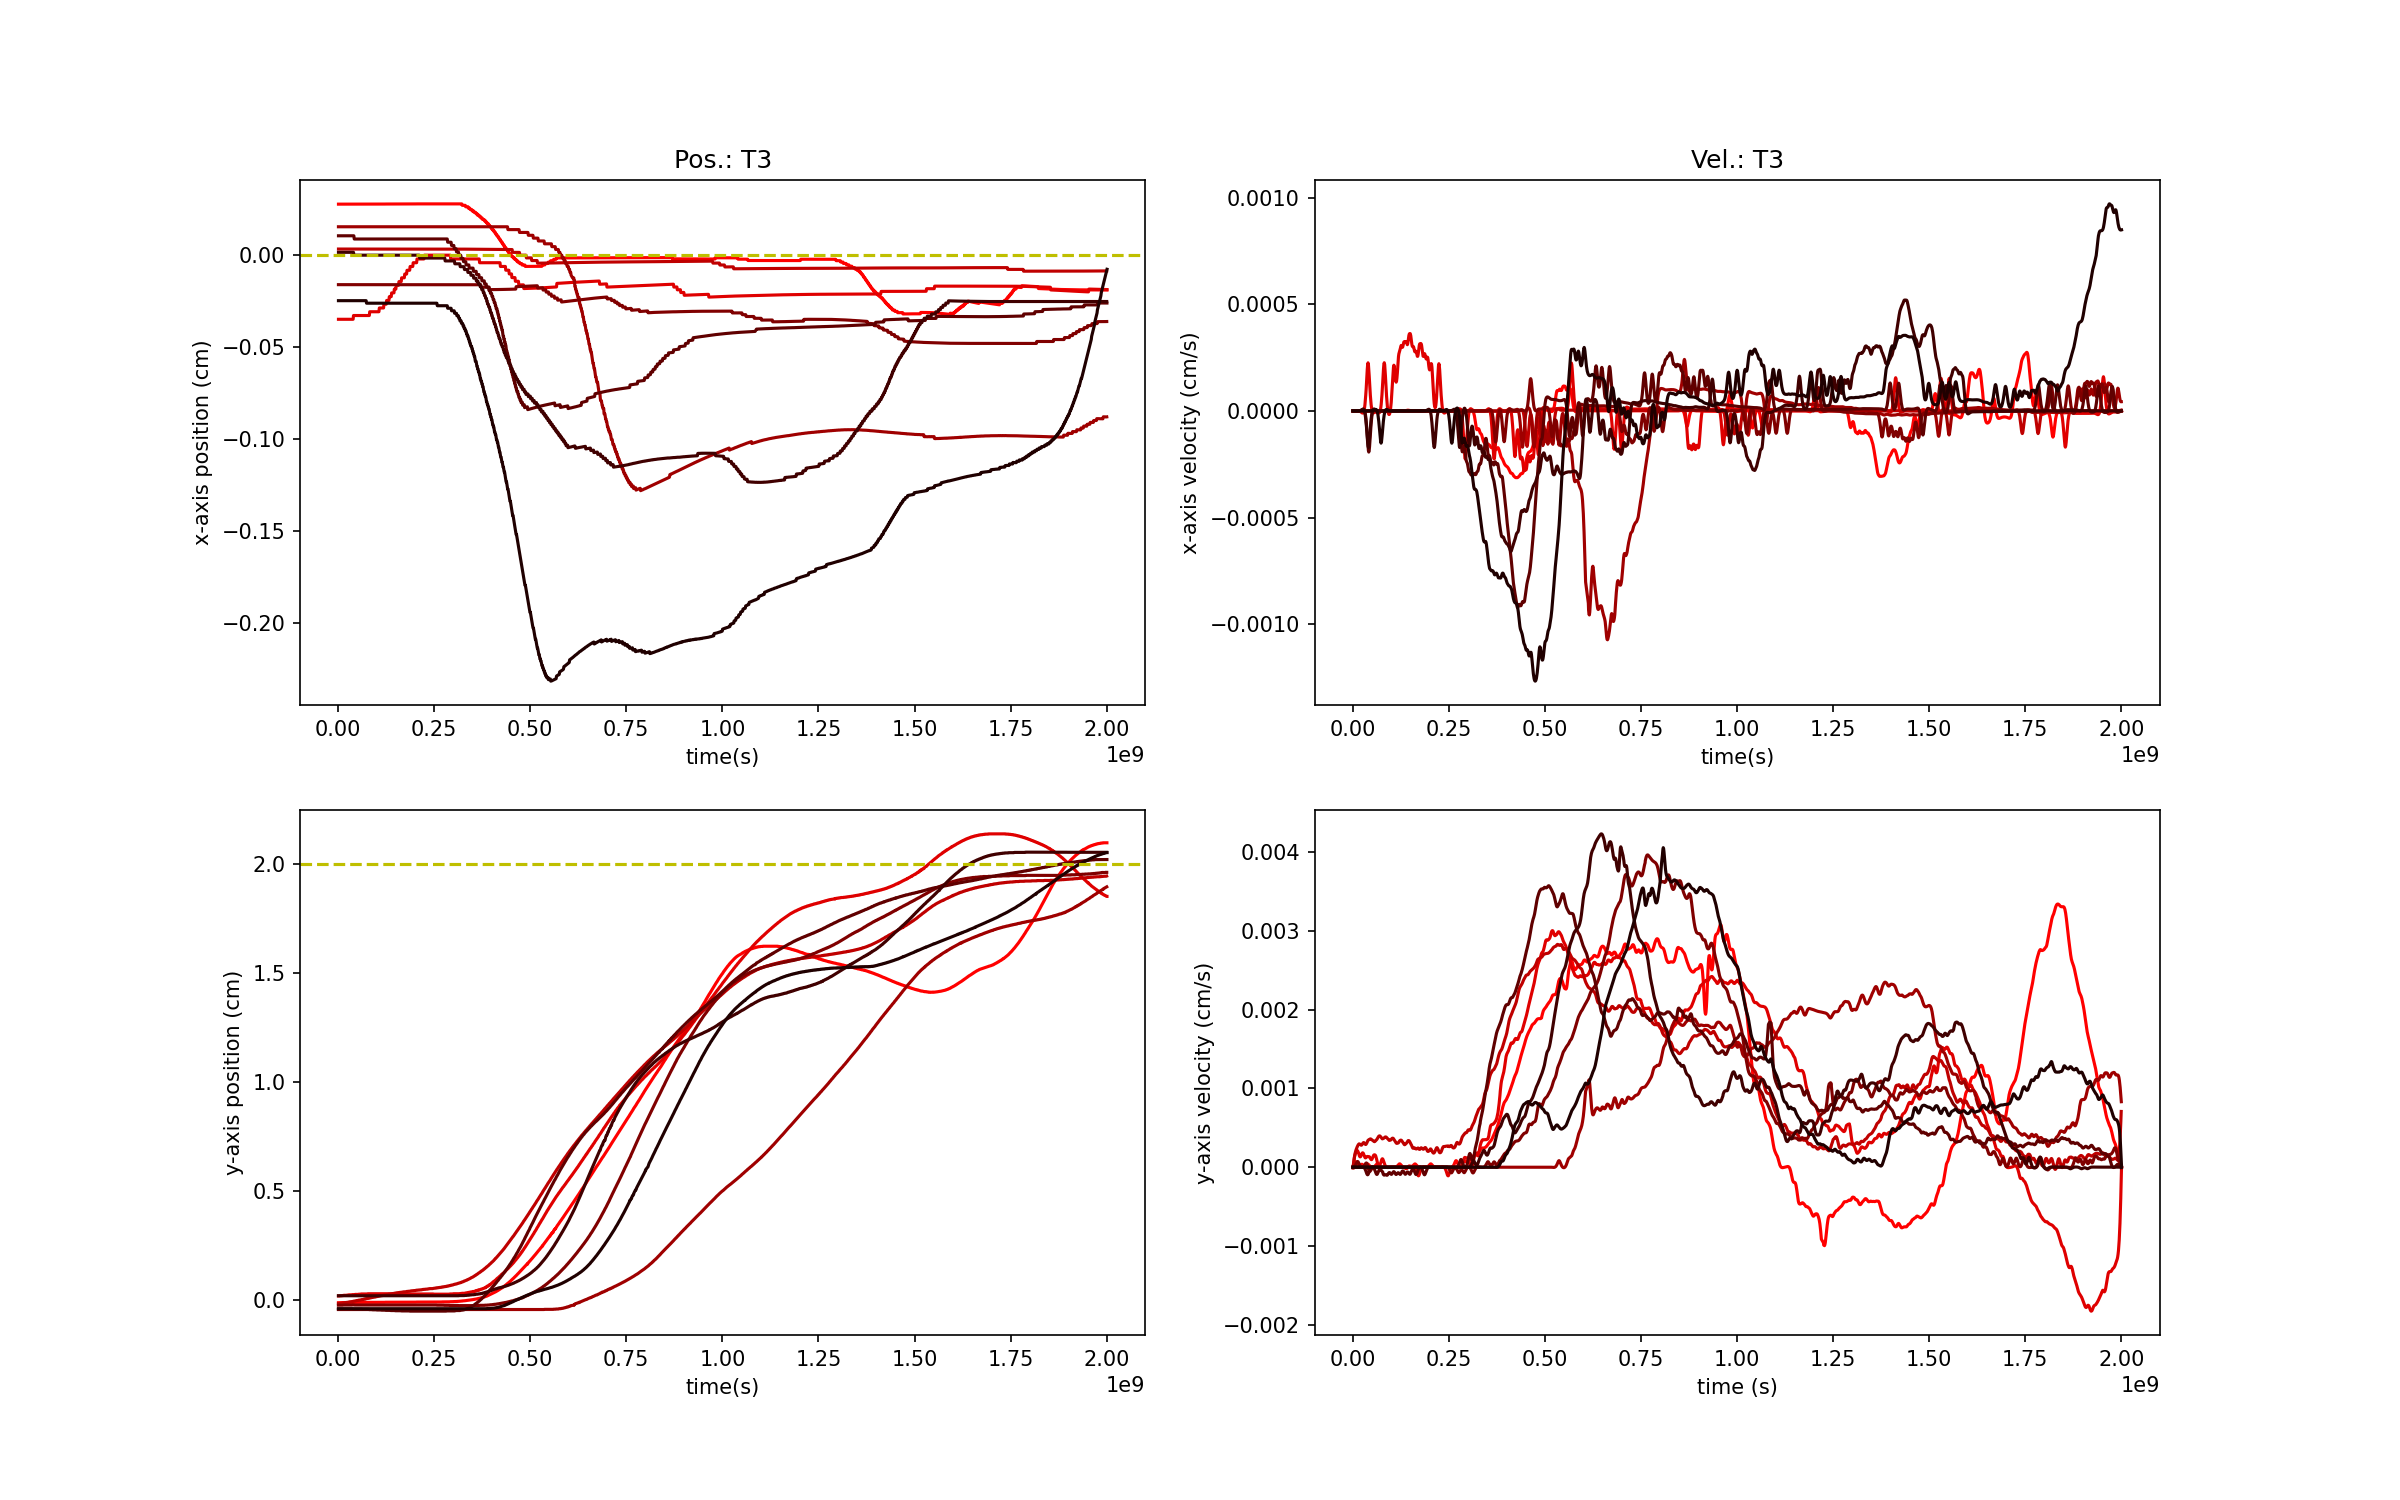 Pos.: T3
0.00
−0.05
−0.10
−0.15
−0.20
x-axis position (cm)
0.00 0.25 0.50 0.75 1.00 1.25 1.50 1.75 2.00
time(s)
1e9
Vel.: T3
0.0010
0.0005
0.0000
−0.0005
−0.0010
x-axis velocity (cm/s)
0.00 0.25 0.50 0.75 1.00 1.25 1.50 1.75 2.00
time(s)
1e9
2.0
1.5
1.0
0.5
0.0
y-axis position (cm)
0.00 0.25 0.50 0.75 1.00 1.25 1.50 1.75 2.00
time(s)
1e9
0.004
0.003
0.002
0.001
0.000
−0.001
−0.002
y-axis velocity (cm/s)
0.00 0.25 0.50 0.75 1.00 1.25 1.50 1.75 2.00
time (s)
1e9